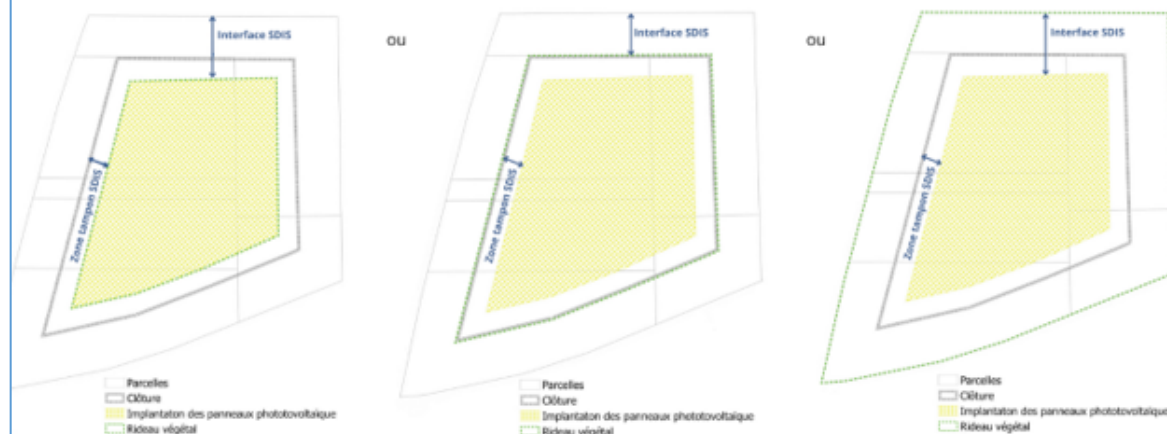 Interface SDIS
Zone tampon SDIS
Parcelles
Clôture
Implantaton des panneaux phototovoltaïque
Rideau végétal
ou
Interface SDIS
Zone tampon SDIS
Parcelles
Clôture
Implantaton des panneaux phototovoltaïque
Rideau végétal
ou
Interface SDIS
Zone tampon SDIS
Parcelles
Clôture
Implantaton des panneaux phototovoltaïque
Rideau végétal